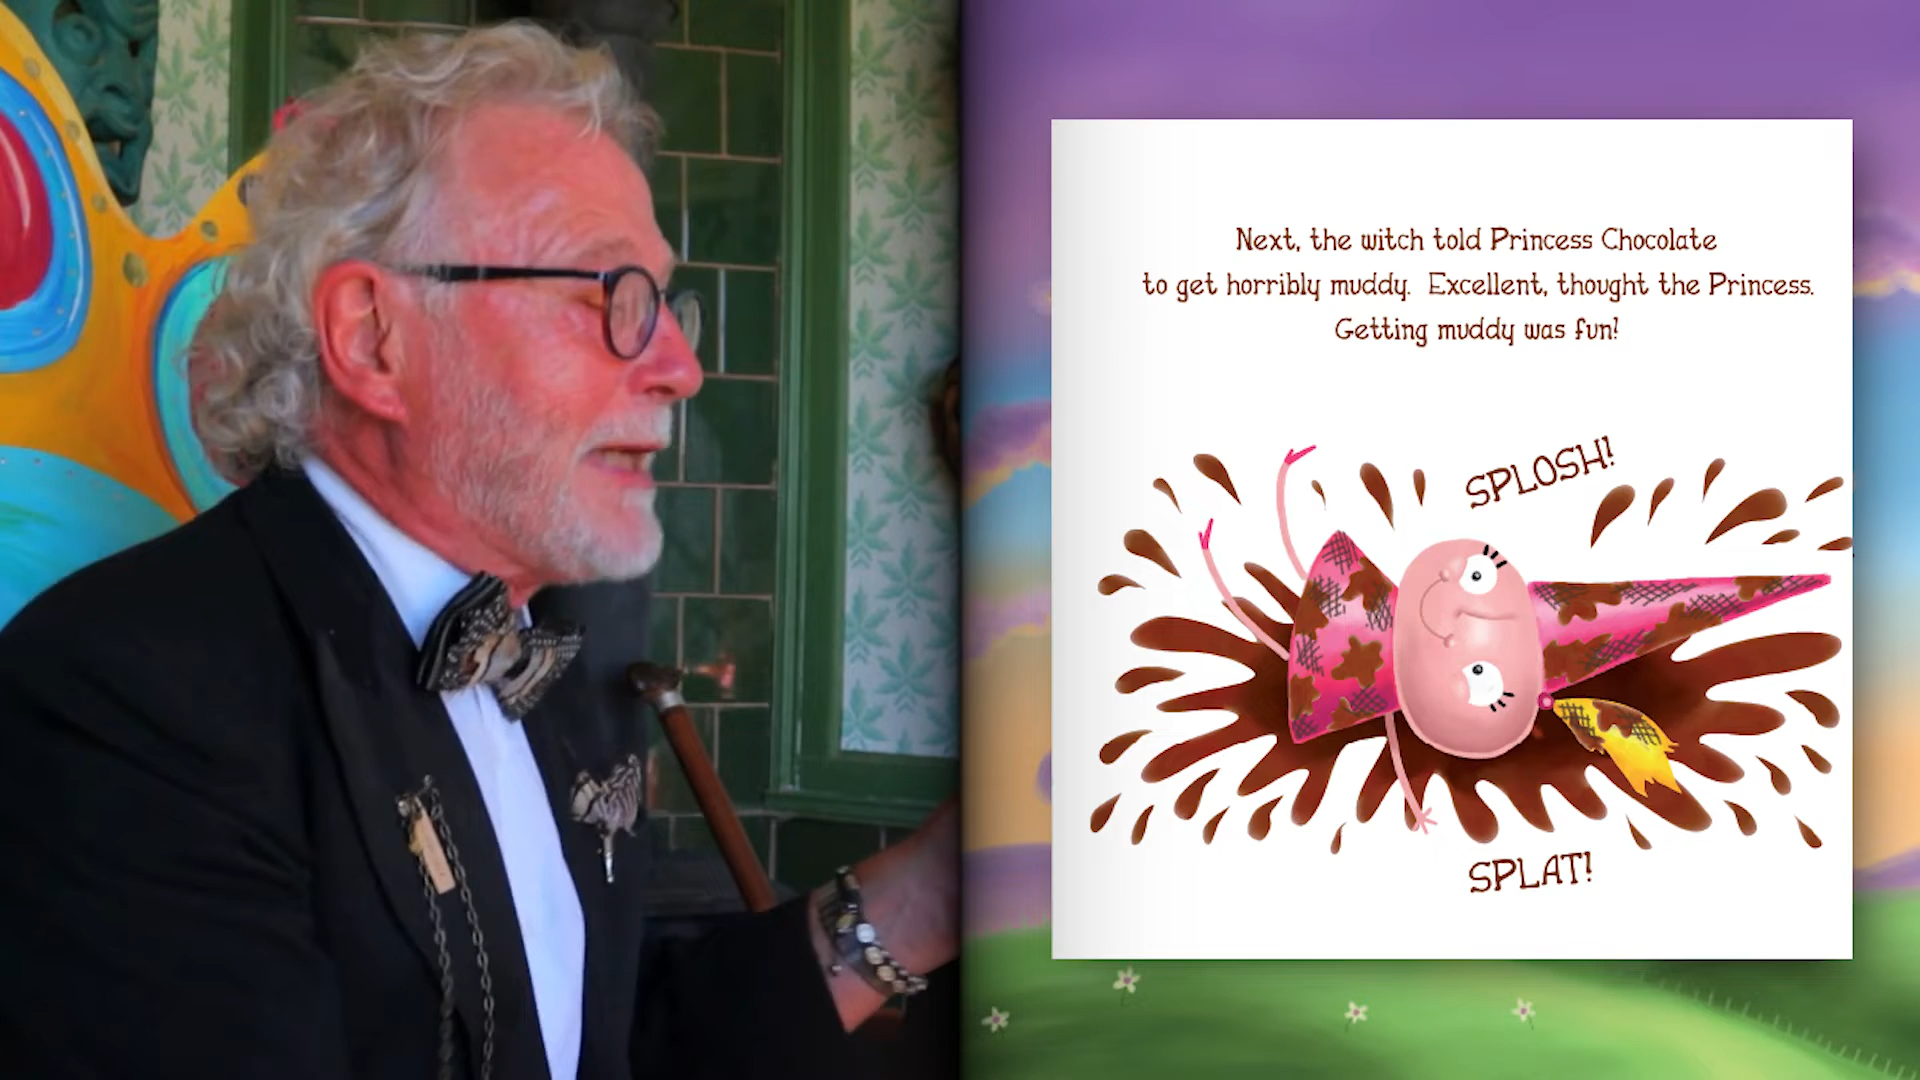 Next, the witch told Princess Chocolate
to get horribly muddy. Excellent, thought the Princess.
Getting muddy was fun!
SPLOSH!
SPLAT!